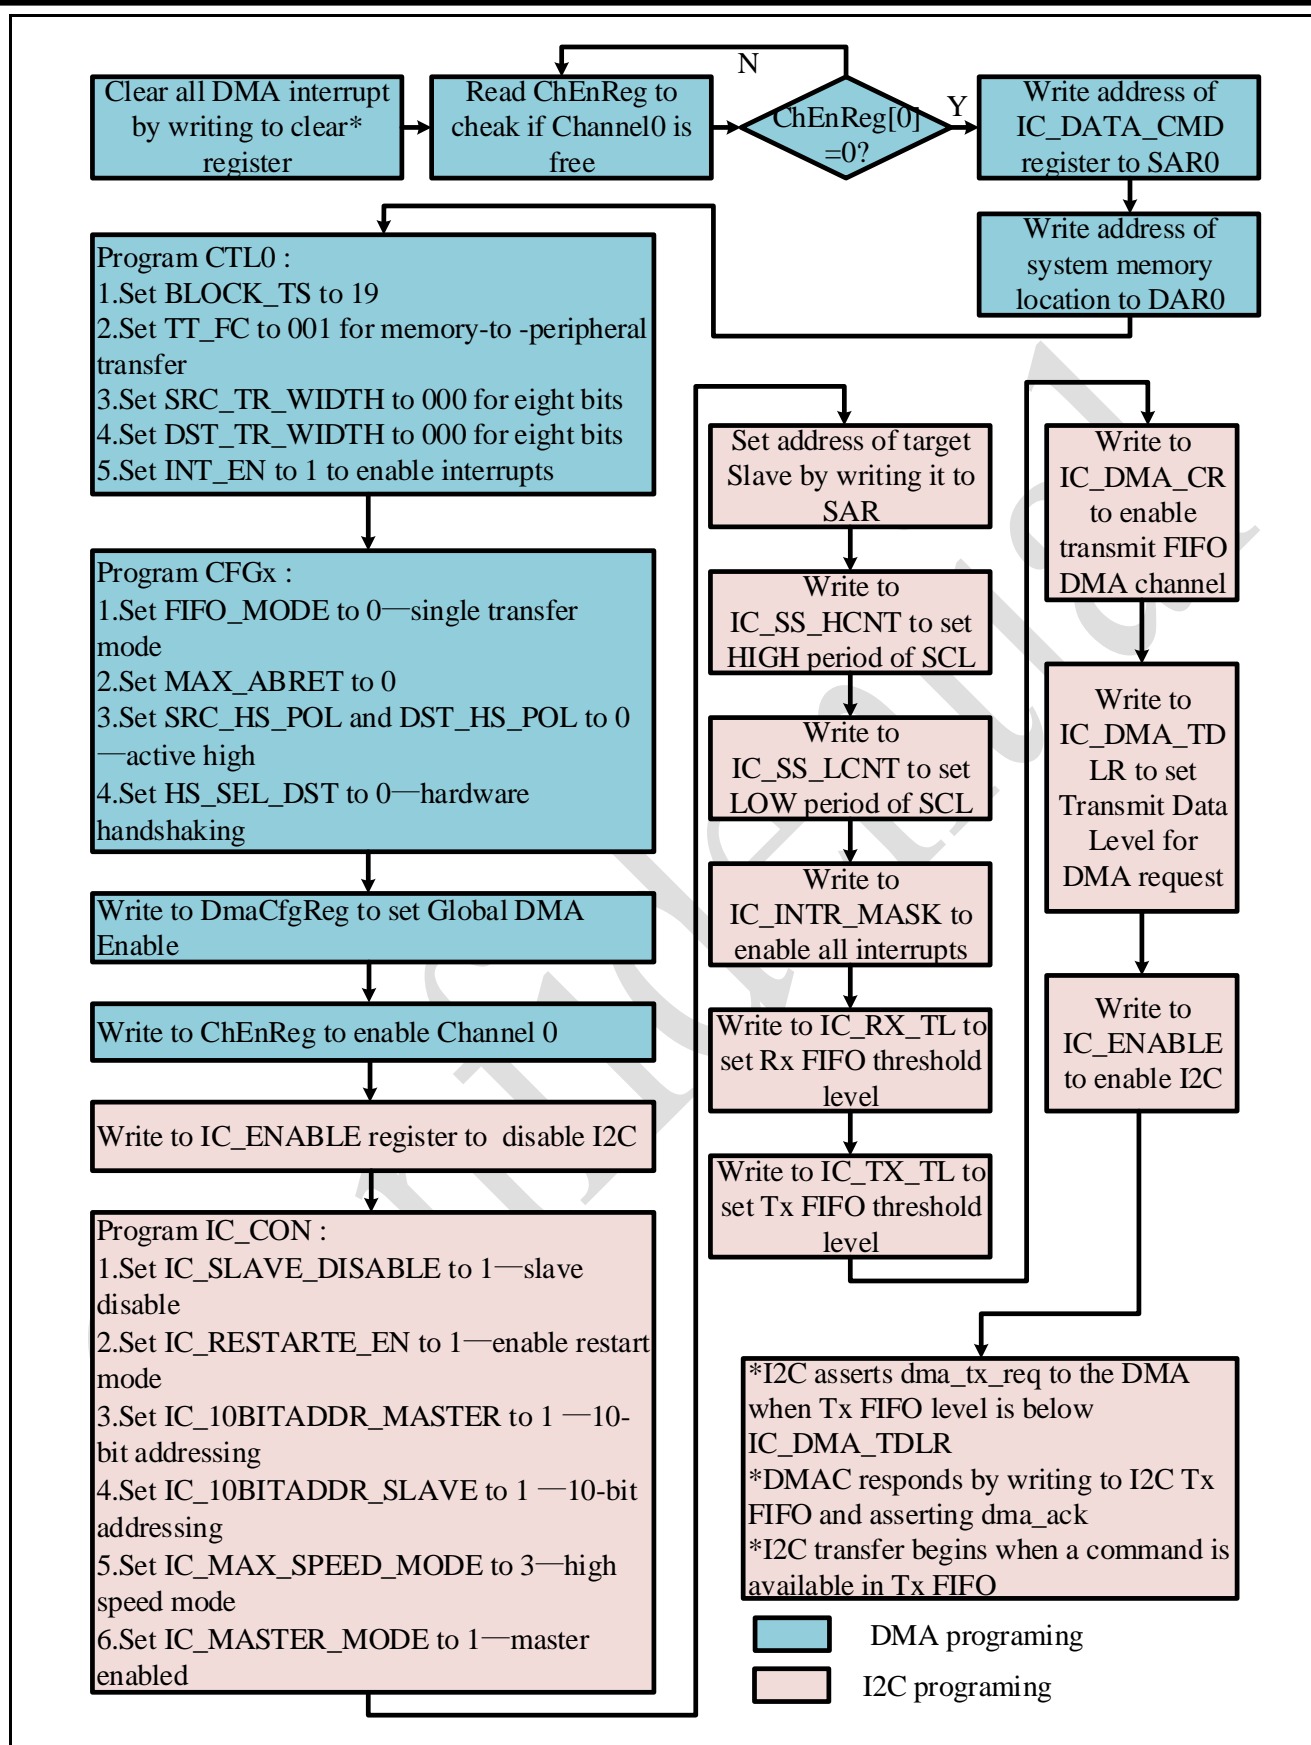 Clear all DMA interrupt
by writing to clear*
register
Read ChEnReg to
cheak if Channel0 is
free
N
ChEnReg[0]
=0?
Y
Write address of
IC_DATA_CMD
register to SAR0
Write address of
system memory
location to DAR0
Program CTL0 :
1.Set BLOCK_TS to 19
2.Set TT_FC to 001 for memory-to -peripheral
transfer
3.Set SRC_TR_WIDTH to 000 for eight bits
4.Set DST_TR_WIDTH to 000 for eight bits
5.Set INT_EN to 1 to enable interrupts
Program CFGx :
1.Set FIFO_MODE to 0—single transfer
mode
2.Set MAX_ABRET to 0
3.Set SRC_HS_POL and DST_HS_POL to 0
—active high
4.Set HS_SEL_DST to 0—hardware
handshaking
Write to DmaCfgReg to set Global DMA
Enable
Write to ChEnReg to enable Channel 0
Write to IC_ENABLE register to  disable I2C
Program IC_CON :
1.Set IC_SLAVE_DISABLE to 1—slave
disable
2.Set IC_RESTARTE_EN to 1—enable restart
mode
3.Set IC_10BITADDR_MASTER to 1 —10-
bit addressing
4.Set IC_10BITADDR_SLAVE to 1 —10-bit
addressing
5.Set IC_MAX_SPEED_MODE to 3—high
speed mode
6.Set IC_MASTER_MODE to 1—master
enabled
Set address of target
Slave by writing it to
SAR
Write to
IC_SS_HCNT to set
HIGH period of SCL
Write to
IC_SS_LCNT to set
LOW period of SCL
Write to
IC_INTR_MASK to
enable all interrupts
Write to IC_RX_TL to
set Rx FIFO threshold
level
Write to IC_TX_TL to
set Tx FIFO threshold
level
Write to
IC_DMA_CR
to enable
transmit FIFO
DMA channel
Write to
IC_DMA_TD
LR to set
Transmit Data
Level for
DMA request
Write to
IC_ENABLE
to enable I2C
*I2C asserts dma_tx_req to the DMA
when Tx FIFO level is below
IC_DMA_TDLR
*DMAC responds by writing to I2C Tx
FIFO and asserting dma_ack
*I2C transfer begins when a command is
available in Tx FIFO
DMA programing
I2C programing